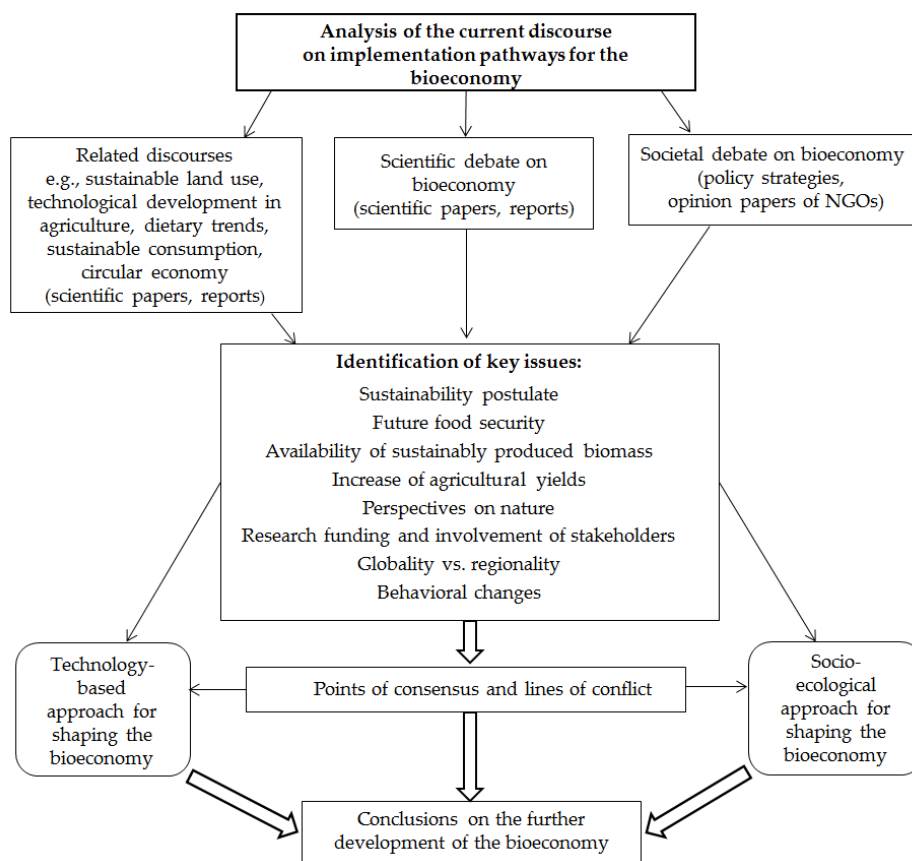 Analysis of the current discourse
on implementation pathways for the
bioeconomy
Related discourses
e.g., sustainable land use,
technological development in
agriculture, dietary trends,
sustainable consumption,
circular economy
(scientific papers, reports)
Scientific debate on
bioeconomy
(scientific papers, reports)
Societal debate on bioeconomy
(policy strategies,
opinion papers of NGOs)
Identification of key issues:
Sustainability postulate
Future food security
Availability of sustainably produced biomass
Increase of agricultural yields
Perspectives on nature
Research funding and involvement of stakeholders
Globality vs. regionality
Behavioral changes
Technology-
based
approach for
shaping the
bioeconomy
Points of consensus and lines of conflict
Socio-
ecological
approach for
shaping the
bioeconomy
Conclusions on the further
development of the bioeconomy